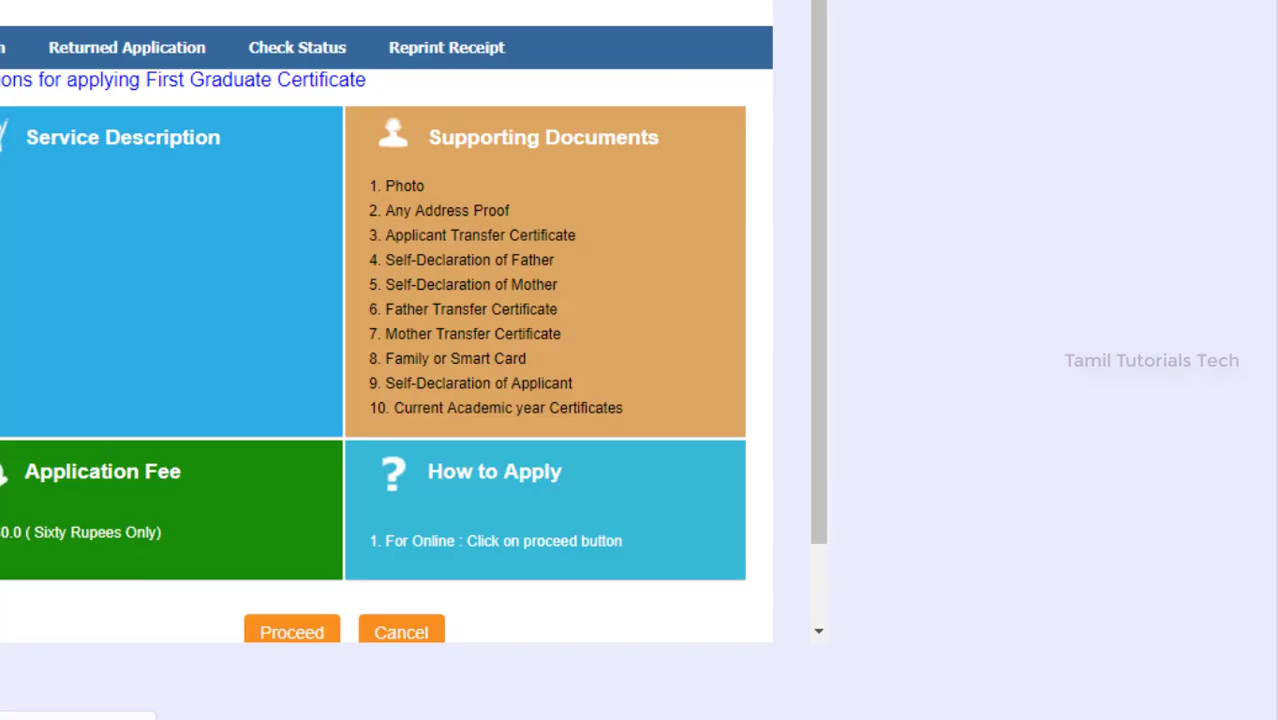 Returned Application Check Status Reprint Receipt
for applying First Graduate Certificate
Service Description
Supporting Documents
1. Photo
2. Any Address Proof
3. Applicant Transfer Certificate
4. Self-Declaration of Father
5. Self-Declaration of Mother
6. Father Transfer Certificate
7. Mother Transfer Certificate
8. Family or Smart Card
9. Self-Declaration of Applicant
10. Current Academic year Certificates
Tamil Tutorials Tech
Application Fee
0.0 ( Sixty Rupees Only)
How to Apply
1. For Online : Click on proceed button
Proceed Cancel